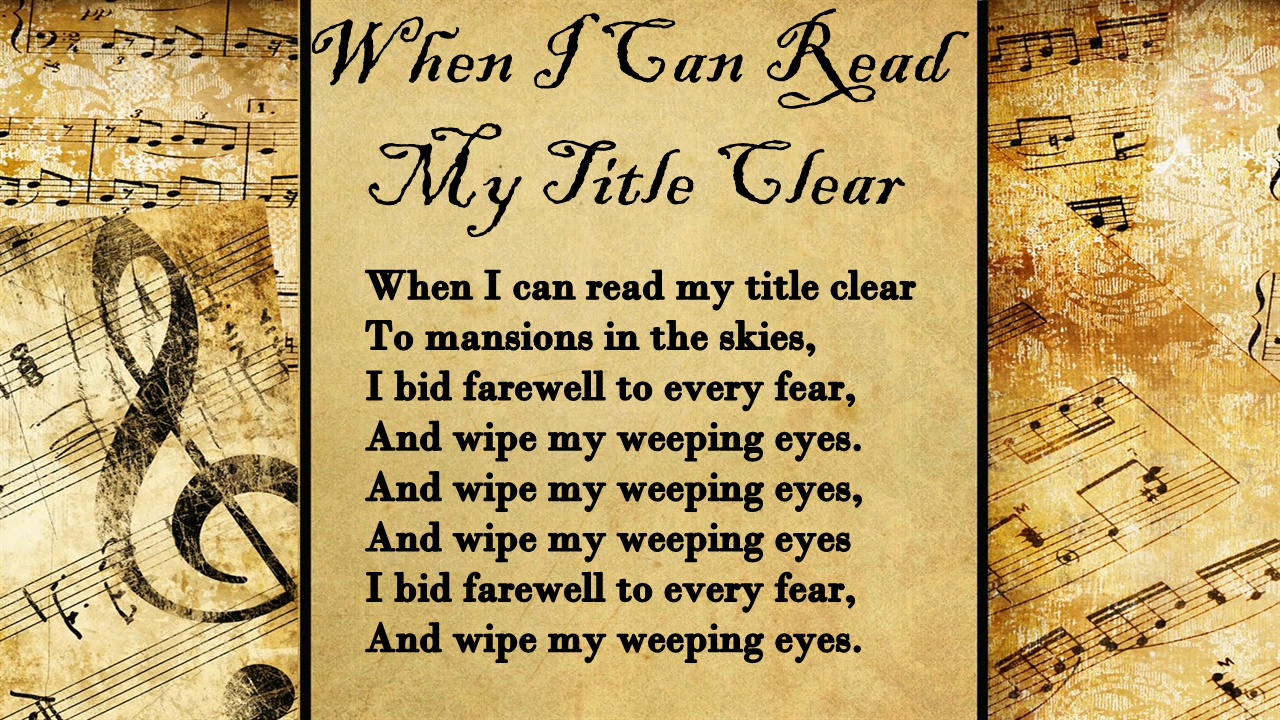 When I Can Read
My Title Clear
When I can read my title clear
To mansions in the skies,
I bid farewell to every fear,
And wipe my weeping eyes.
And wipe my weeping eyes,
And wipe my weeping eyes
I bid farewell to every fear,
And wipe my weeping eyes.